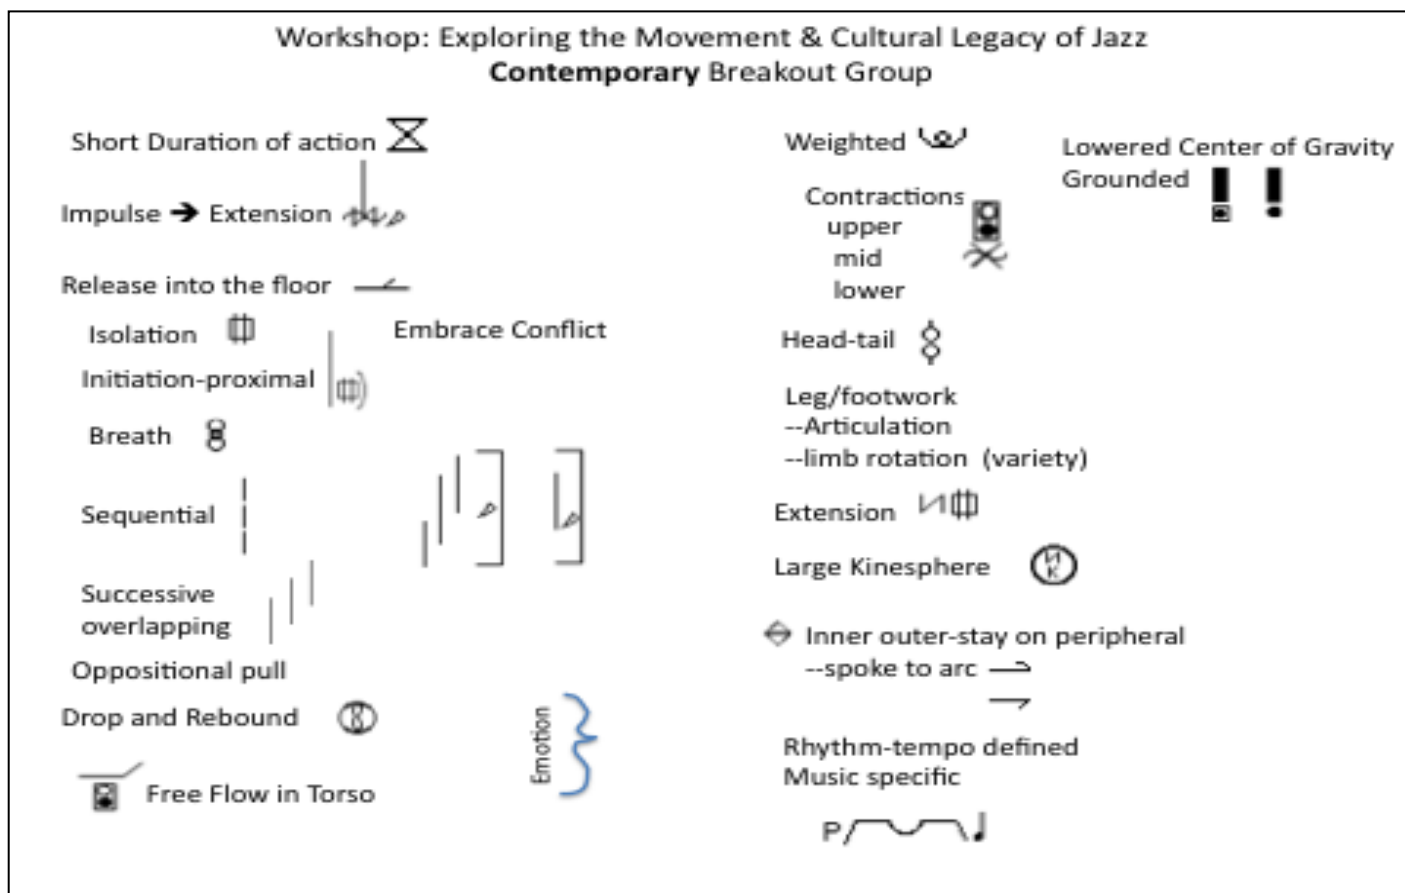 Workshop: Exploring the Movement & Cultural Legacy of Jazz
Contemporary Breakout Group
Short Duration of action
Impulse ➔ Extension
Release into the floor
Isolation
Embrace Conflict
Initiation-proximal
Breath
Sequential
Successive
overlapping
Oppositional pull
Drop and Rebound
Emotion
Free Flow in Torso
Weighted
Lowered Center of Gravity
Grounded
Contractions
upper
mid
lower
Head-tail
Leg/footwork
--Articulation
--limb rotation (variety)
Extension
Large Kinesphere
K
Inner outer-stay on peripheral
--spoke to arc
Rhythm-tempo defined
Music specific
P